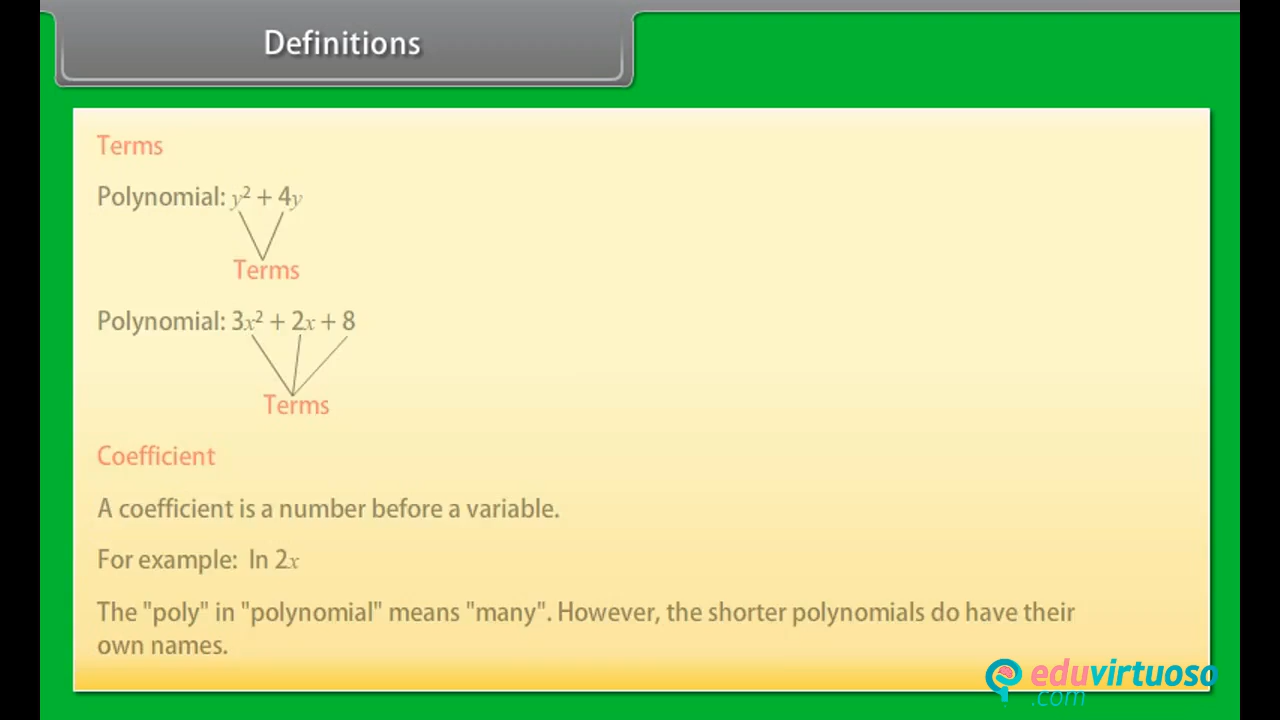 Definitions
Terms
Polynomial: y² + 4y
Terms
Polynomial: 3x² + 2x + 8
Terms
Coefficient
A coefficient is a number before a variable.
For example:  In 2x
The "poly" in "polynomial" means "many". However, the shorter polynomials do have their
own names.
eduvirtuoso
.com